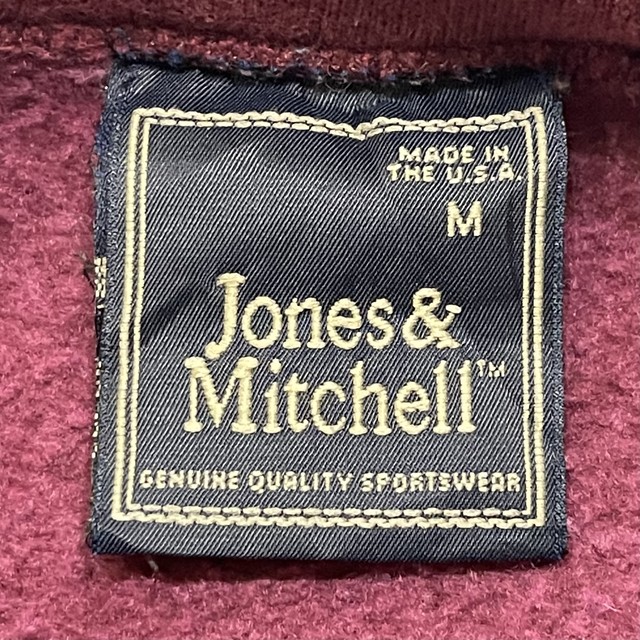 MADE IN
THE U.S.A.
M
Jones &
Mitchell™
GENUINE QUALITY SPORTSWEAR